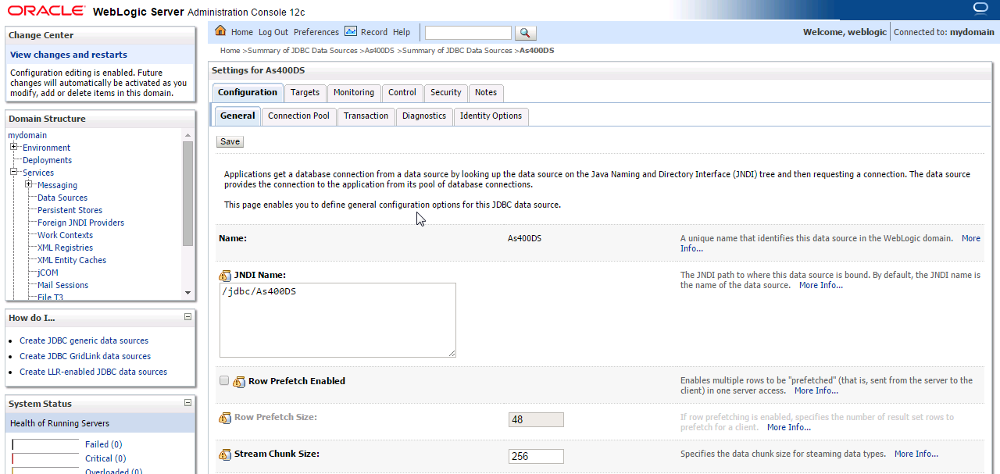 ORACLE WebLogic Server Administration Console 12c
Change Center
View changes and restarts
Configuration editing is enabled. Future
changes will automatically be activated as you
modify, add or delete items in this domain.
Domain Structure
mydomain
Environment
Deployments
Services
Messaging
Data Sources
Persistent Stores
Foreign JNDI Providers
Work Contexts
XML Registries
XML Entity Caches
jCOM
Mail Sessions
File T3
How do I...
Create JDBC generic data sources
Create JDBC GridLink data sources
Create LLR-enabled JDBC data sources
System Status
Health of Running Servers
Failed (0)
Critical (0)
Overloaded (0)
Home Log Out Preferences Record Help
Welcome, weblogic Connected to: mydomain
Home >Summary of JDBC Data Sources >As400DS >Summary of JDBC Data Sources >As400DS
Settings for As400DS
Configuration Targets Monitoring Control Security Notes
General Connection Pool Transaction Diagnostics Identity Options
Save
Applications get a database connection from a data source by looking up the data source on the Java Naming and Directory Interface (JNDI) tree and then requesting a connection. The data source
provides the connection to the application from its pool of database connections.
This page enables you to define general configuration options for this JDBC data source.
Name: As400DS
A unique name that identifies this data source in the WebLogic domain. More
Info...
JNDI Name:
/jdbc/As400DS
The JNDI path to where this data source is bound. By default, the JNDI name is
the name of the data source. More Info...
Row Prefetch Enabled
Enables multiple rows to be "prefetched" (that is, sent from the server to the
client) in one server access. More Info...
Row Prefetch Size: 48
If row prefetching is enabled, specifies the number of result set rows to
prefetch for a client. More Info...
Stream Chunk Size: 256
Specifies the data chunk size for steaming data types. More Info...